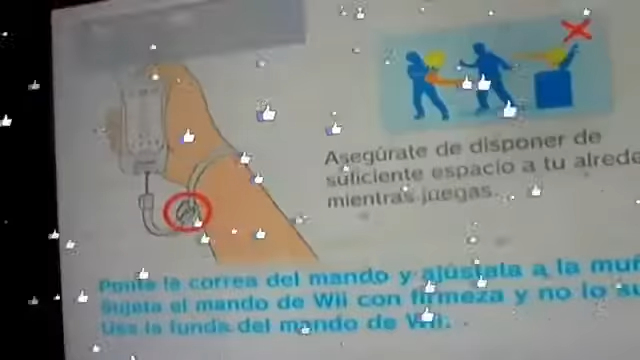 Asegúrate de disponer de
suficiente espacio a tu alrede
mientras juegas.
Ponte la correa del mando y ajústala a la muñ
Sujeta el mando de Wii con firmeza y no lo su
Usa la funda del mando de Wii.